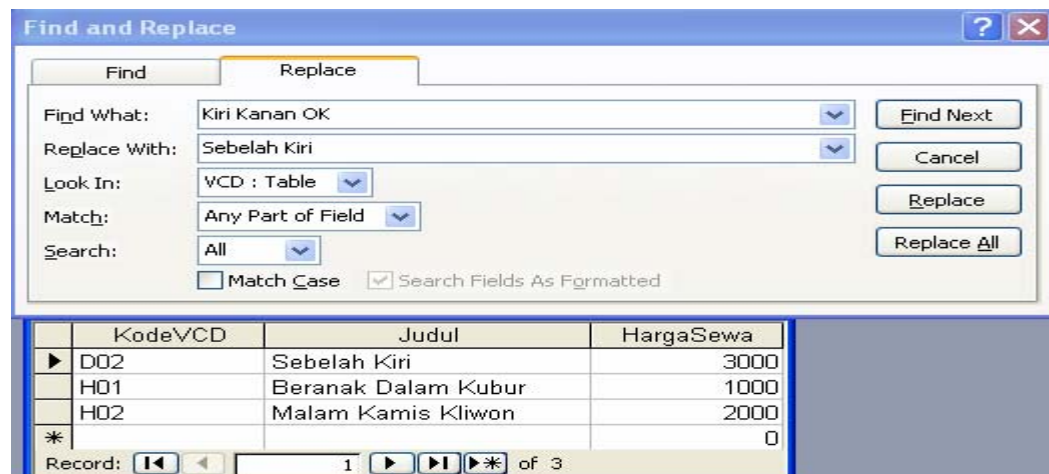 Find and Replace
Find Replace
Find What: Kiri Kanan OK Find Next
Replace With: Sebelah Kiri Cancel
Look In: VCD : Table
Match: Any Part of Field Replace
Search: All Replace All
Match Case Search Fields As Formatted
KodeVCD Judul HargaSewa
D02 Sebelah Kiri 3000
H01 Beranak Dalam Kubur 1000
H02 Malam Kamis Kliwon 2000
0
Record: 1 of 3